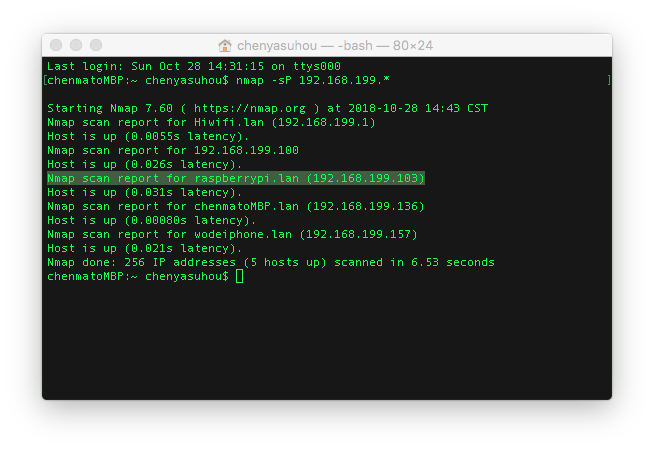 chenyasuhou — -bash — 80×24
Last login: Sun Oct 28 14:31:15 on ttys000
[chenmatoMBP:~ chenyasuhou$ nmap -sP 192.168.199.* ]
Starting Nmap 7.60 ( https://nmap.org ) at 2018-10-28 14:43 CST
Nmap scan report for Hiwifi.lan (192.168.199.1)
Host is up (0.0055s latency).
Nmap scan report for 192.168.199.100
Host is up (0.026s latency).
Nmap scan report for raspberrypi.lan (192.168.199.103)
Host is up (0.031s latency).
Nmap scan report for chenmatoMBP.lan (192.168.199.136)
Host is up (0.00080s latency).
Nmap scan report for wodeiphone.lan (192.168.199.157)
Host is up (0.021s latency).
Nmap done: 256 IP addresses (5 hosts up) scanned in 6.53 seconds
chenmatoMBP:~ chenyasuhou$